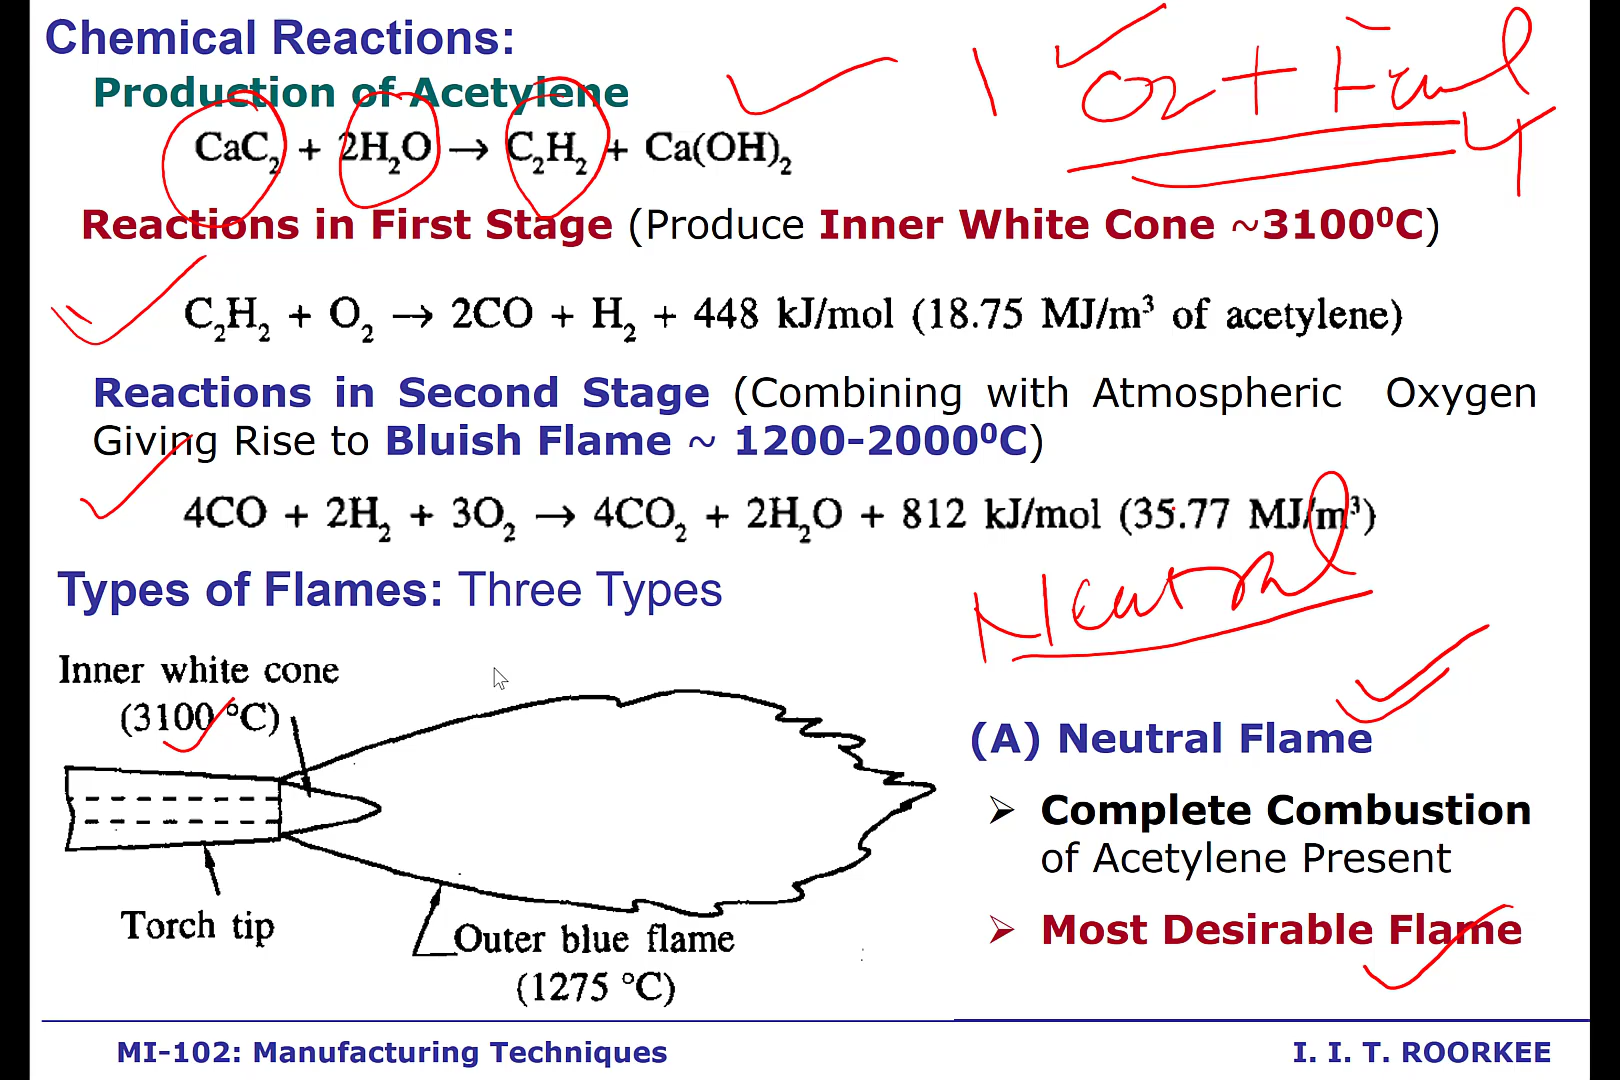 Chemical Reactions:
Production of Acetylene
CaC₂ + 2H₂O → C₂H₂ + Ca(OH)₂
1 O2 + Fuel
Reactions in First Stage (Produce Inner White Cone ~3100⁰C)
C₂H₂ + O₂ → 2CO + H₂ + 448 kJ/mol (18.75 MJ/m³ of acetylene)
Reactions in Second Stage (Combining with Atmospheric Oxygen
Giving Rise to Bluish Flame ~ 1200-2000⁰C)
4CO + 2H₂ + 3O₂ → 4CO₂ + 2H₂O + 812 kJ/mol (35.77 MJ/m³)
Neutral
Types of Flames: Three Types
Inner white cone
(3100 °C)
Torch tip
Outer blue flame
(1275 °C)
(A) Neutral Flame
➢ Complete Combustion
of Acetylene Present
➢ Most Desirable Flame
MI-102: Manufacturing Techniques
I. I. T. ROORKEE